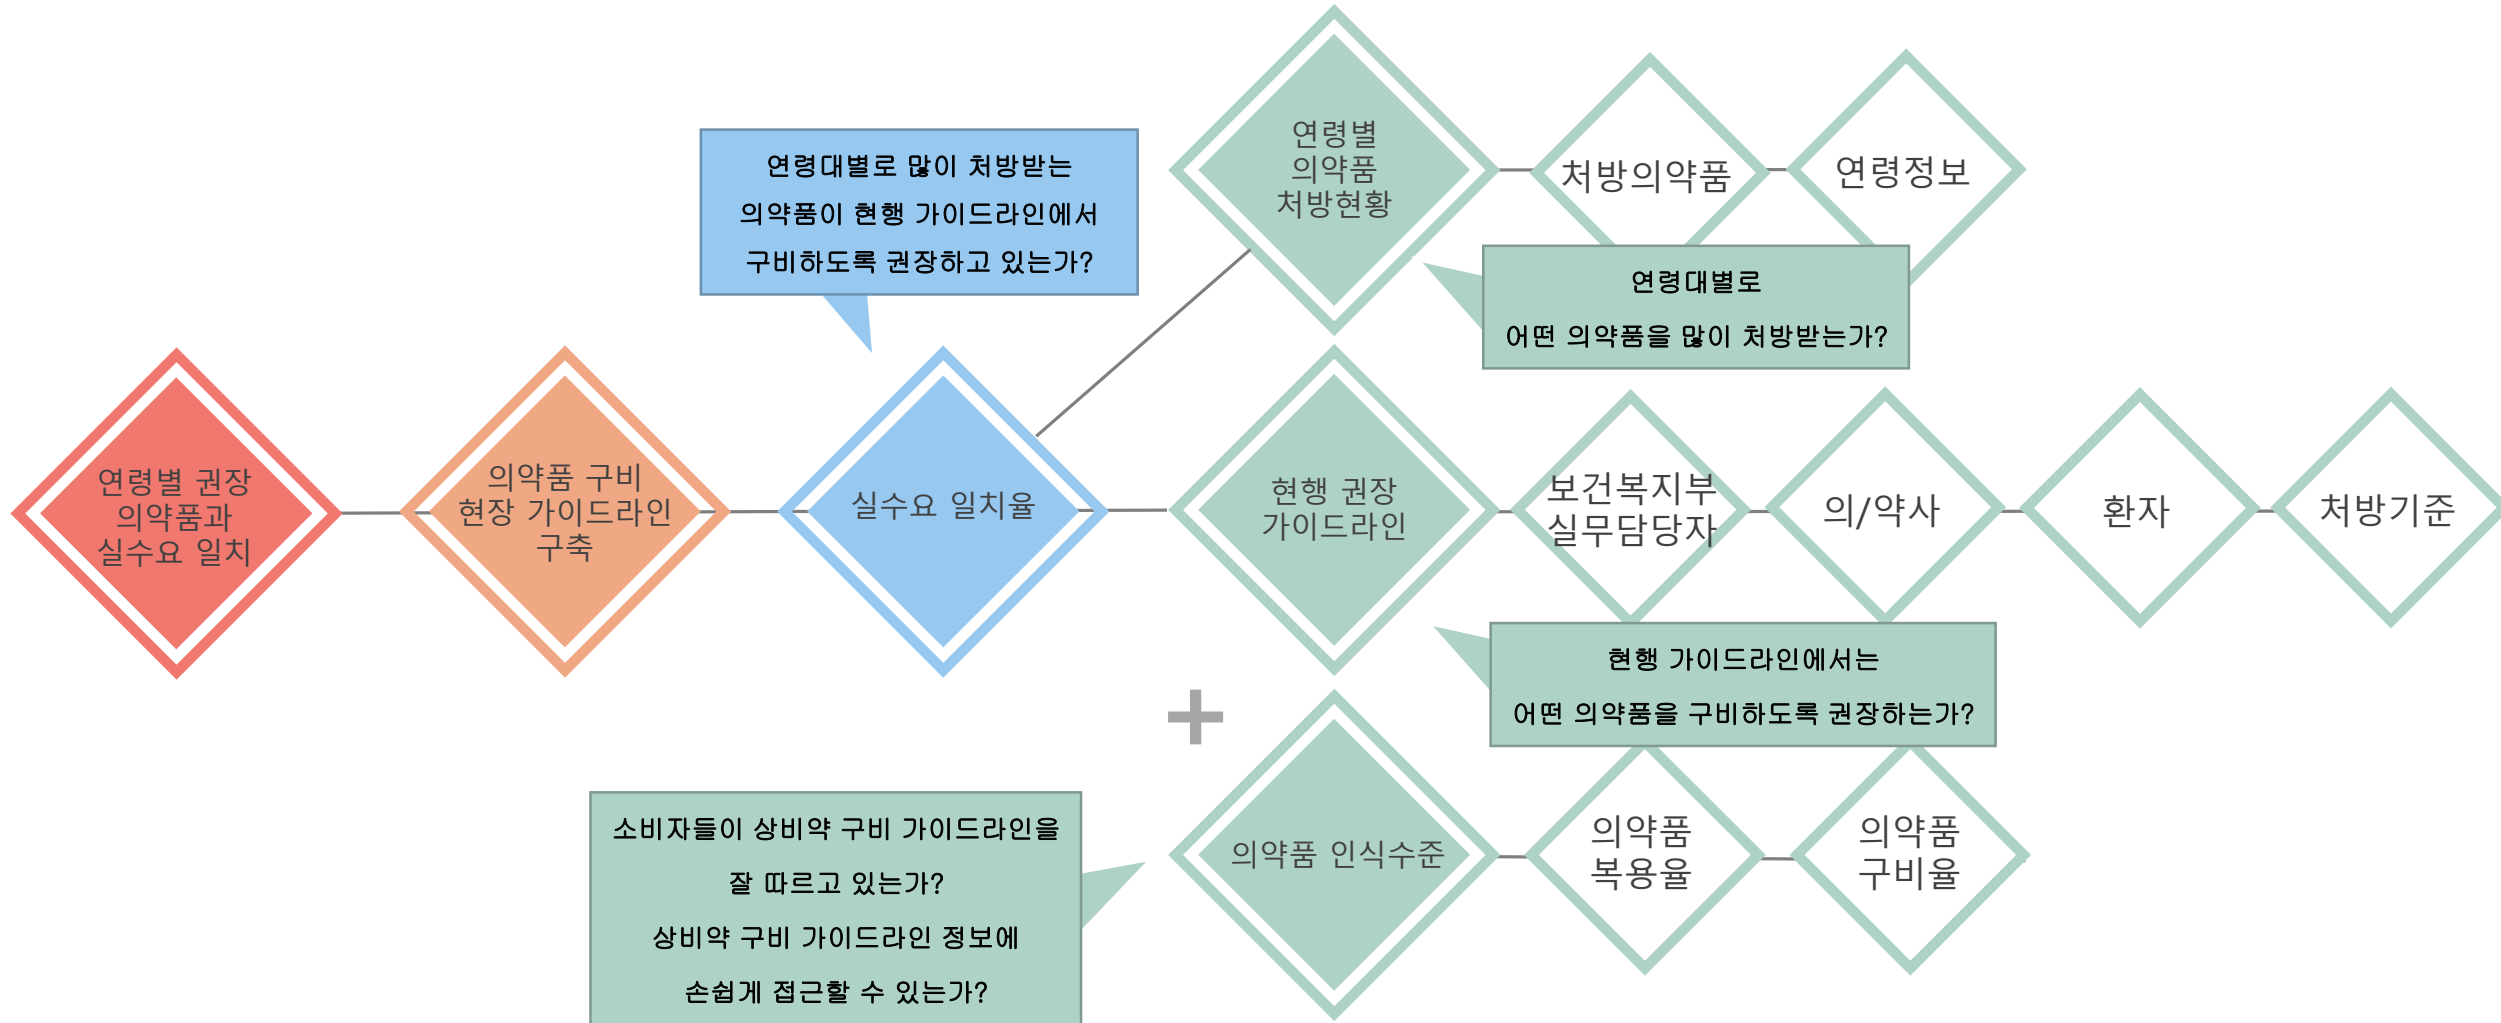 연령별
의약품
처방현황
처방의약품
연령정보
연령대별로 많이 처방받는
의약품이 현행 가이드라인에서
구비하도록 권장하고 있는가?
연령대별로
어떤 의약품을 많이 처방받는가?
연령별 권장
의약품과
실수요 일치
의약품 구비
현장 가이드라인
구축
실수요 일치율
현행 권장
가이드라인
보건복지부
실무담당자
의/약사
환자
처방기준
현행 가이드라인에서는
어떤 의약품을 구비하도록 권장하는가?
의약품 인식수준
의약품
복용율
의약품
구비율
소비자들이 상비약 구비 가이드라인을
잘 따르고 있는가?
상비약 구비 가이드라인 정보에
손쉽게 접근할 수 있는가?